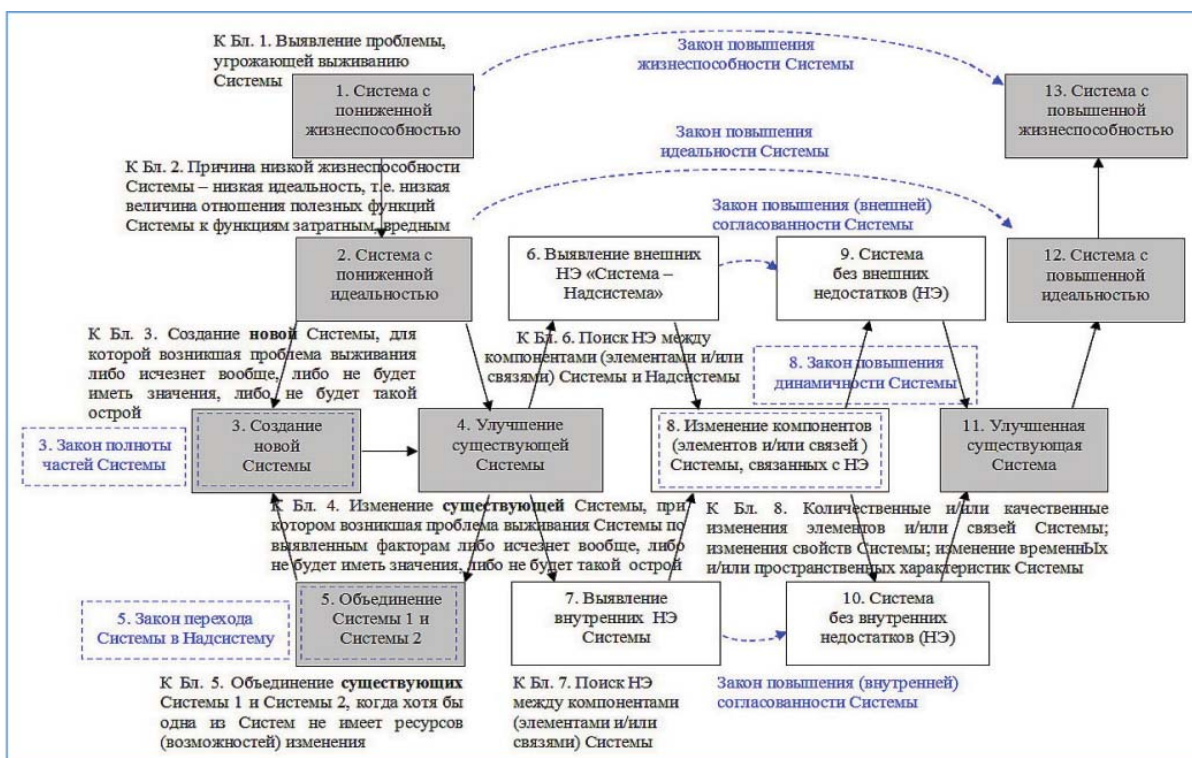 К Бл. 1. Выявление проблемы,
угрожающей выживанию
Системы
Закон повышения
жизнеспособности Системы
1. Система с
пониженной
жизнеспособностью
13. Система с
повышенной
жизнеспособностью
Закон повышения
идеальности Системы
К Бл. 2. Причина низкой жизнеспособности
Системы – низкая идеальность, т.е. низкая
величина отношения полезных функций
Системы к функциям затратным, вредным
Закон повышения (внешней)
согласованности Системы
2. Система с
пониженной
идеальностью
6. Выявление внешних
НЭ «Система –
Надсистема»
9. Система
без внешних
недостатков (НЭ)
12. Система с
повышенной
идеальностью
К Бл. 3. Создание новой Системы, для
которой возникшая проблема выживания
либо исчезнет вообще, либо не будет
иметь значения, либо не будет такой
острой
К Бл. 6. Поиск НЭ между
компонентами (элементами и/или
связями) Системы и Надсистемы
8. Закон повышения
динамичности Системы
3. Закон полноты
частей Системы
3. Создание
новой
Системы
4. Улучшение
существующей
Системы
8. Изменение компонентов
(элементов и/или связей )
Системы, связанных с НЭ
11. Улучшенная
существующая
Система
К Бл. 4. Изменение существующей Системы, при
котором возникшая проблема выживания Системы по
выявленным факторам либо исчезнет вообще, либо
не будет иметь значения, либо не будет такой острой
К Бл. 8. Количественные и/или качественные
изменения элементов и/или связей Системы;
изменения свойств Системы; изменение временнЫх
и/или пространственных характеристик Системы
5. Закон перехода
Системы в Надсистему
5. Объединение
Системы 1 и
Системы 2
7. Выявление
внутренних НЭ
Системы
10. Система
без внутренних
недостатков (НЭ)
К Бл. 5. Объединение существующих
Системы 1 и Системы 2, когда хотя бы
одна из Систем не имеет ресурсов
(возможностей) изменения
К Бл. 7. Поиск НЭ
между компонентами
(элементами и/или
связями) Системы
Закон повышения (внутренней)
согласованности Системы